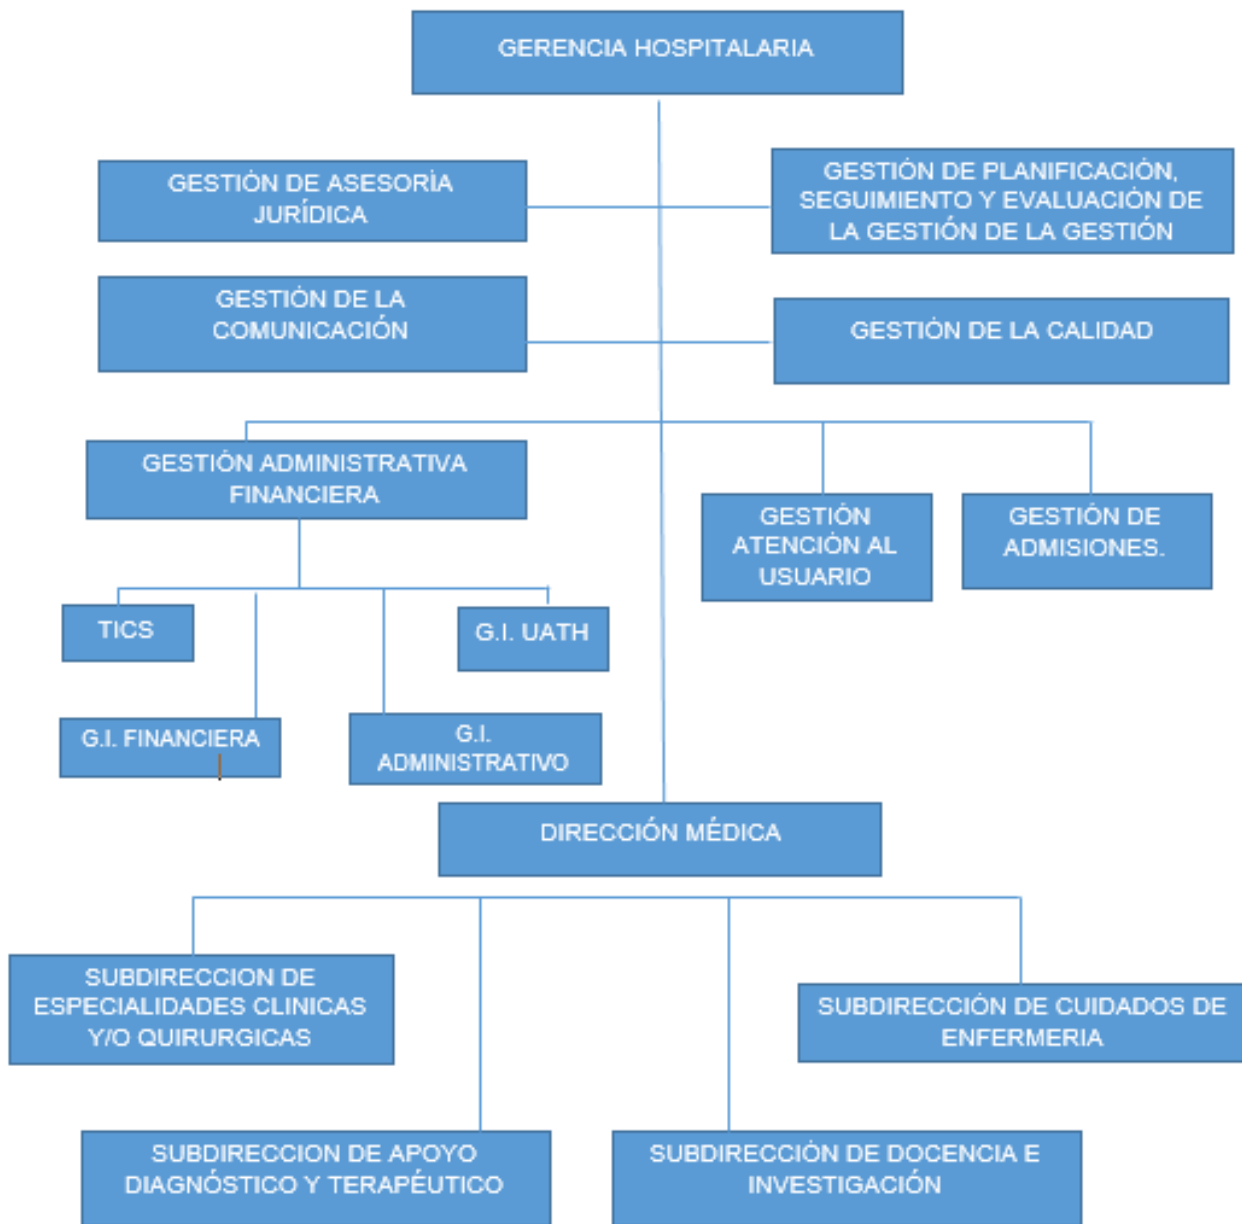 GERENCIA HOSPITALARIA
GESTIÓN DE ASESORÌA
JURÍDICA
GESTIÓN DE PLANIFICACIÓN,
SEGUIMIENTO Y EVALUACIÓN DE
LA GESTIÓN DE LA GESTIÓN
GESTIÓN DE LA
COMUNICACIÓN
GESTIÓN DE LA CALIDAD
GESTIÓN ADMINISTRATIVA
FINANCIERA
GESTIÓN
ATENCIÓN AL
USUARIO
GESTIÓN DE
ADMISIONES.
TICS
G.I. UATH
G.I. FINANCIERA
G.I.
ADMINISTRATIVO
DIRECCIÓN MÉDICA
SUBDIRECCION DE
ESPECIALIDADES CLINICAS
Y/O QUIRURGICAS
SUBDIRECCIÓN DE CUIDADOS DE
ENFERMERIA
SUBDIRECCION DE APOYO
DIAGNÓSTICO Y TERAPÉUTICO
SUBDIRECCIÓN DE DOCENCIA E
INVESTIGACIÓN